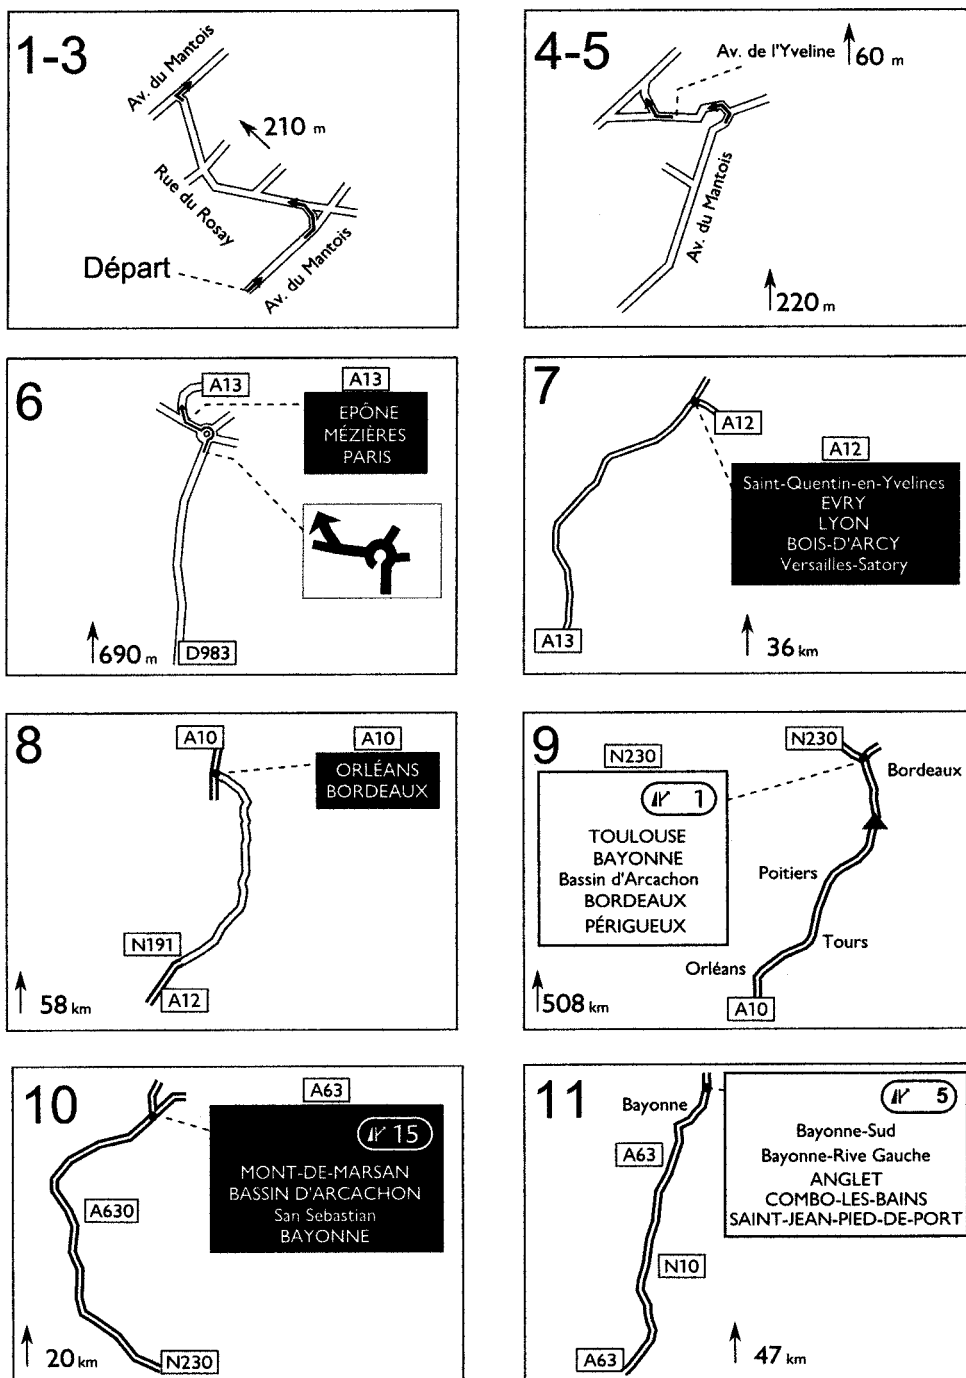 1-3
Av. du Mantois
210 m
Rue du Rosay
Départ
Av. du Mantois
4-5
Av. de l'Yveline
60 m
Av. du Mantois
220 m
6
A13
A13
EPÔNE
MÉZIÈRES
PARIS
690 m
D983
7
A12
A12
Saint-Quentin-en-Yvelines
EVRY
LYON
BOIS-D'ARCY
Versailles-Satory
A13
36 km
8
A10
A10
ORLÉANS
BORDEAUX
N191
58 km
A12
9
N230
N230
Bordeaux
1
TOULOUSE
BAYONNE
Bassin d'Arcachon
BORDEAUX
PÉRIGUEUX
Poitiers
Tours
Orléans
508 km
A10
10
A63
15
MONT-DE-MARSAN
BASSIN D'ARCACHON
San Sebastian
BAYONNE
A630
20 km
N230
11
Bayonne
5
Bayonne-Sud
Bayonne-Rive Gauche
ANGLET
COMBO-LES-BAINS
SAINT-JEAN-PIED-DE-PORT
A63
N10
A63
47 km